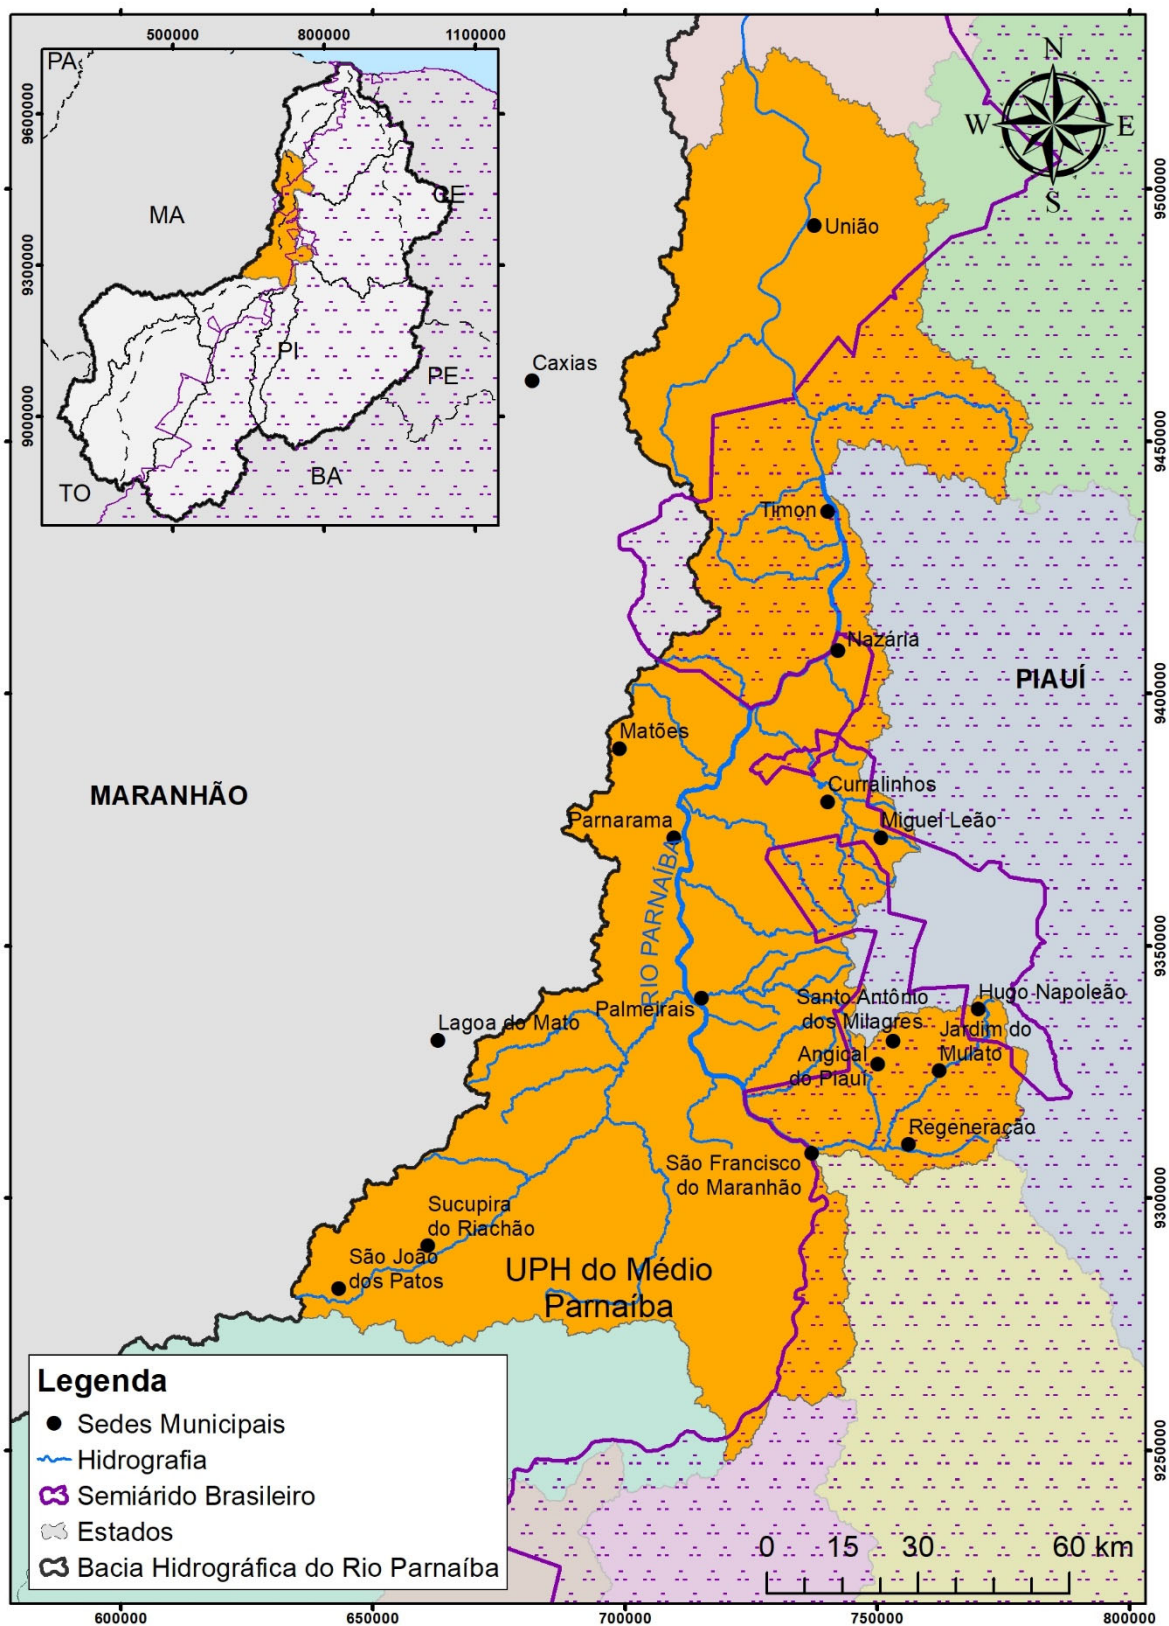 500000
800000
1100000
PA
9600000
9300000
9000000
MA
CE
PI
PE
TO
BA
N
W
E
S
9500000
9450000
9400000
9350000
9300000
9250000
União
Caxias
Timon
Nazária
PIAUÍ
Matões
MARANHÃO
Curralinhos
Parnarama
Miguel Leão
RIO PARNAÍBA
Palmeirais
Santo Antônio
dos Milagres
Hugo Napoleão
Lagoa do Mato
Jardim do
Mulato
Angical
do Piauí
Regeneração
São Francisco
do Maranhão
Sucupira
do Riachão
São João
dos Patos
UPH do Médio
Parnaíba
Legenda
Sedes Municipais
Hidrografia
Semiárido Brasileiro
Estados
Bacia Hidrográfica do Rio Parnaíba
0 15 30 60 km
600000
650000
700000
750000
800000